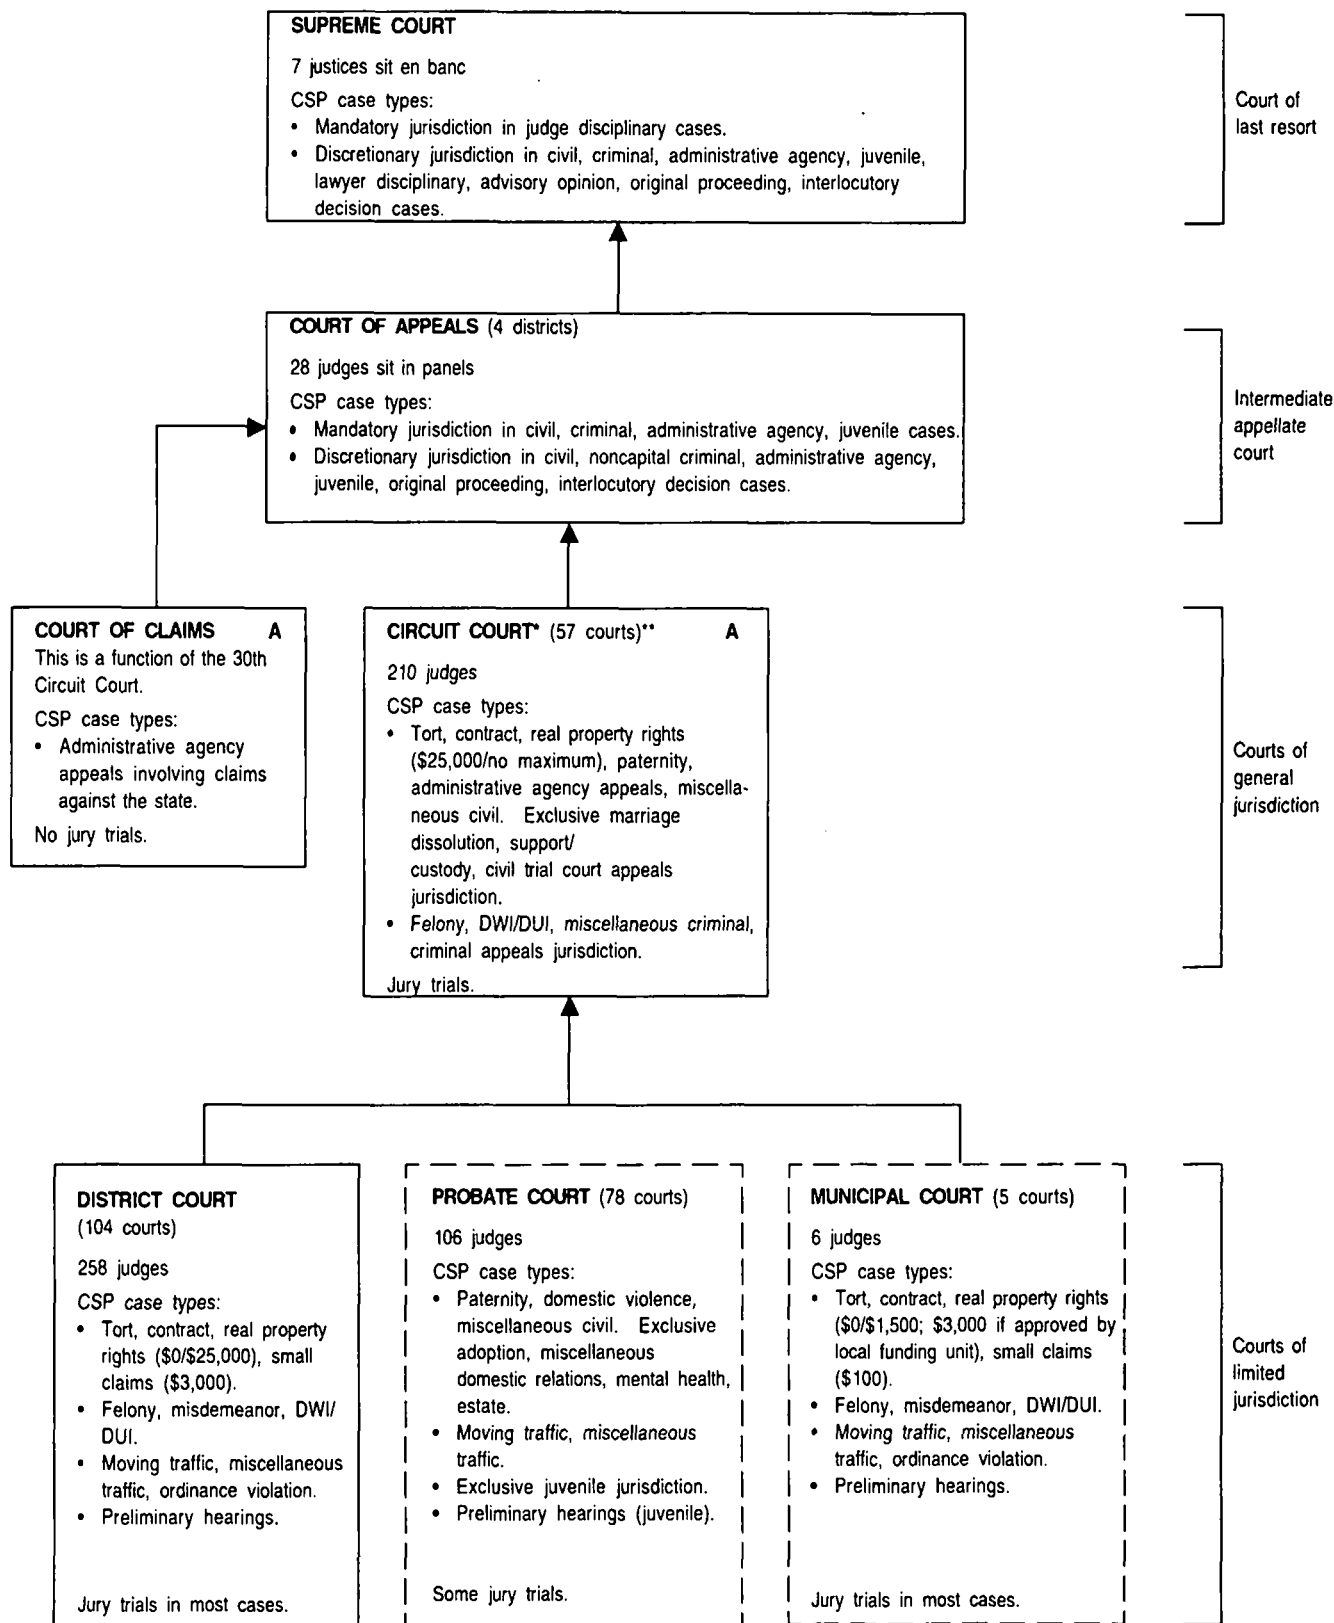 SUPREME COURT
7 justices sit en banc
CSP case types:
• Mandatory jurisdiction in judge disciplinary cases.
• Discretionary jurisdiction in civil, criminal, administrative agency, juvenile,
lawyer disciplinary, advisory opinion, original proceeding, interlocutory
decision cases.
Court of
last resort
COURT OF APPEALS (4 districts)
28 judges sit in panels
CSP case types:
• Mandatory jurisdiction in civil, criminal, administrative agency, juvenile cases.
• Discretionary jurisdiction in civil, noncapital criminal, administrative agency,
juvenile, original proceeding, interlocutory decision cases.
Intermediate
appellate
court
COURT OF CLAIMS A
This is a function of the 30th
Circuit Court.
CSP case types:
• Administrative agency
appeals involving claims
against the state.
No jury trials.
CIRCUIT COURT* (57 courts)** A
210 judges
CSP case types:
• Tort, contract, real property rights
($25,000/no maximum), paternity,
administrative agency appeals, miscella-
neous civil. Exclusive marriage
dissolution, support/
custody, civil trial court appeals
jurisdiction.
• Felony, DWI/DUI, miscellaneous criminal,
criminal appeals jurisdiction.
Jury trials.
Courts of
general
jurisdiction
DISTRICT COURT
(104 courts)
258 judges
CSP case types:
• Tort, contract, real property
rights ($0/$25,000), small
claims ($3,000).
• Felony, misdemeanor, DWI/
DUI.
• Moving traffic, miscellaneous
traffic, ordinance violation.
• Preliminary hearings.
Jury trials in most cases.
PROBATE COURT (78 courts)
106 judges
CSP case types:
• Paternity, domestic violence,
miscellaneous civil. Exclusive
adoption, miscellaneous
domestic relations, mental health,
estate.
• Moving traffic, miscellaneous
traffic.
• Exclusive juvenile jurisdiction.
• Preliminary hearings (juvenile).
Some jury trials.
MUNICIPAL COURT (5 courts)
6 judges
CSP case types:
• Tort, contract, real property rights
($0/$1,500; $3,000 if approved by
local funding unit), small claims
($100).
• Felony, misdemeanor, DWI/DUI.
• Moving traffic, miscellaneous
traffic, ordinance violation.
• Preliminary hearings.
Jury trials in most cases.
Courts of
limited
jurisdiction